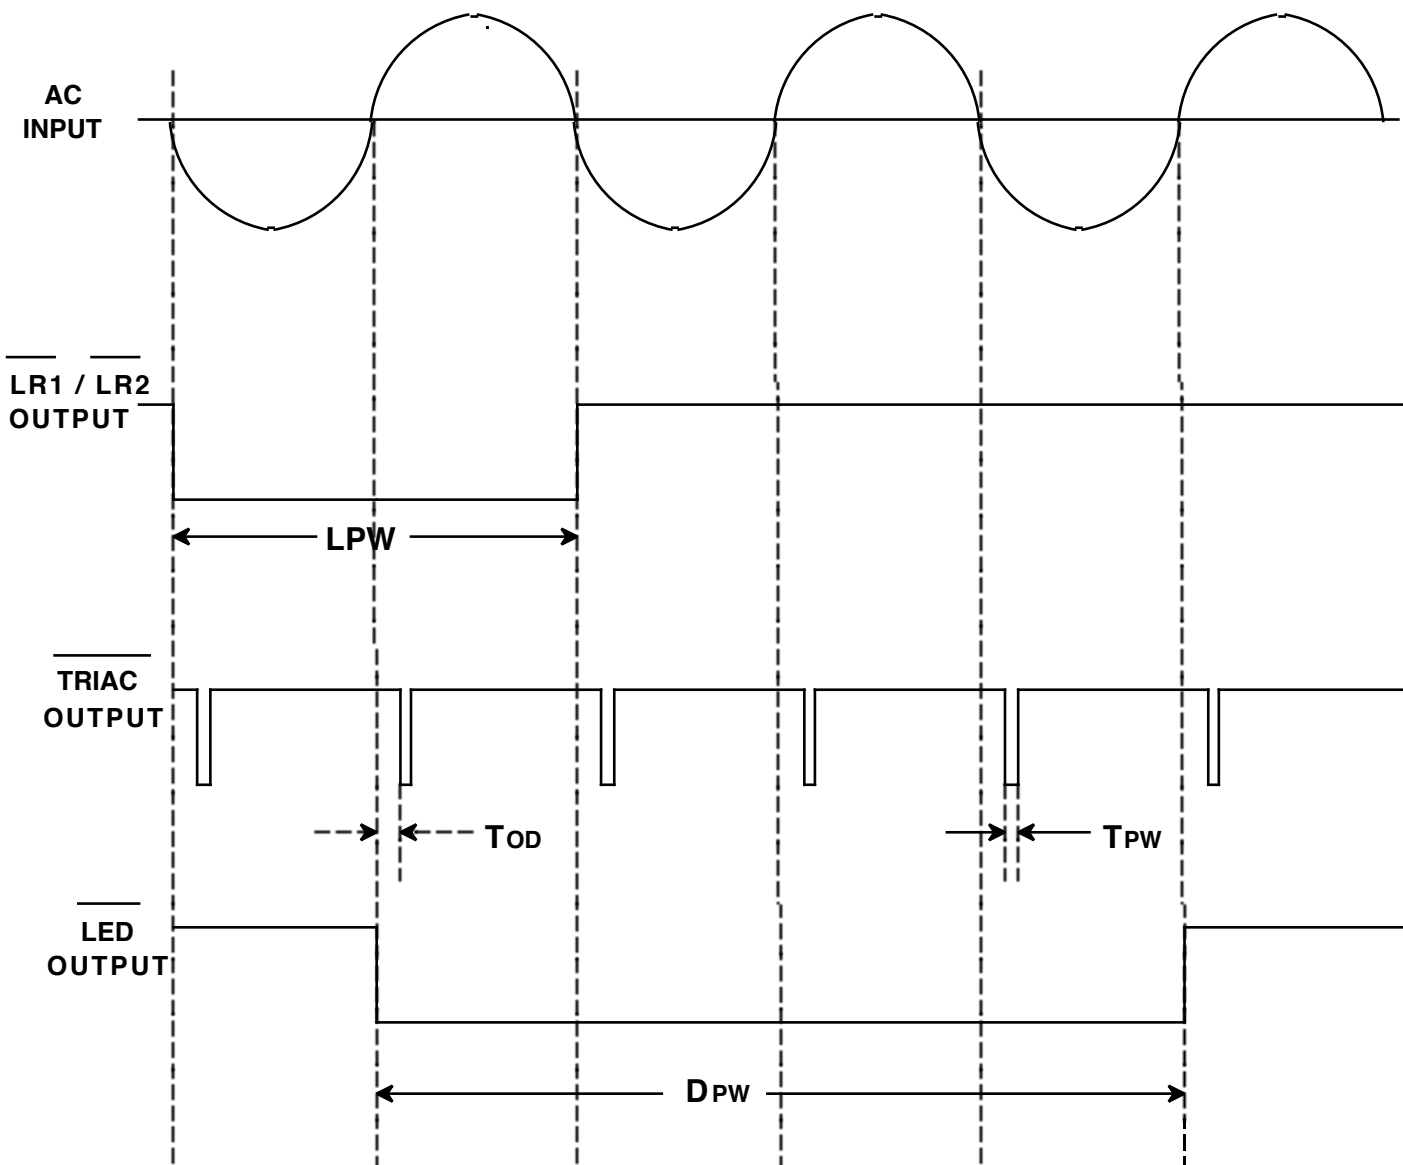 AC
INPUT
LR1 / LR2
OUTPUT
LPW
TRIAC
OUTPUT
TOD
TPW
LED
OUTPUT
DPW